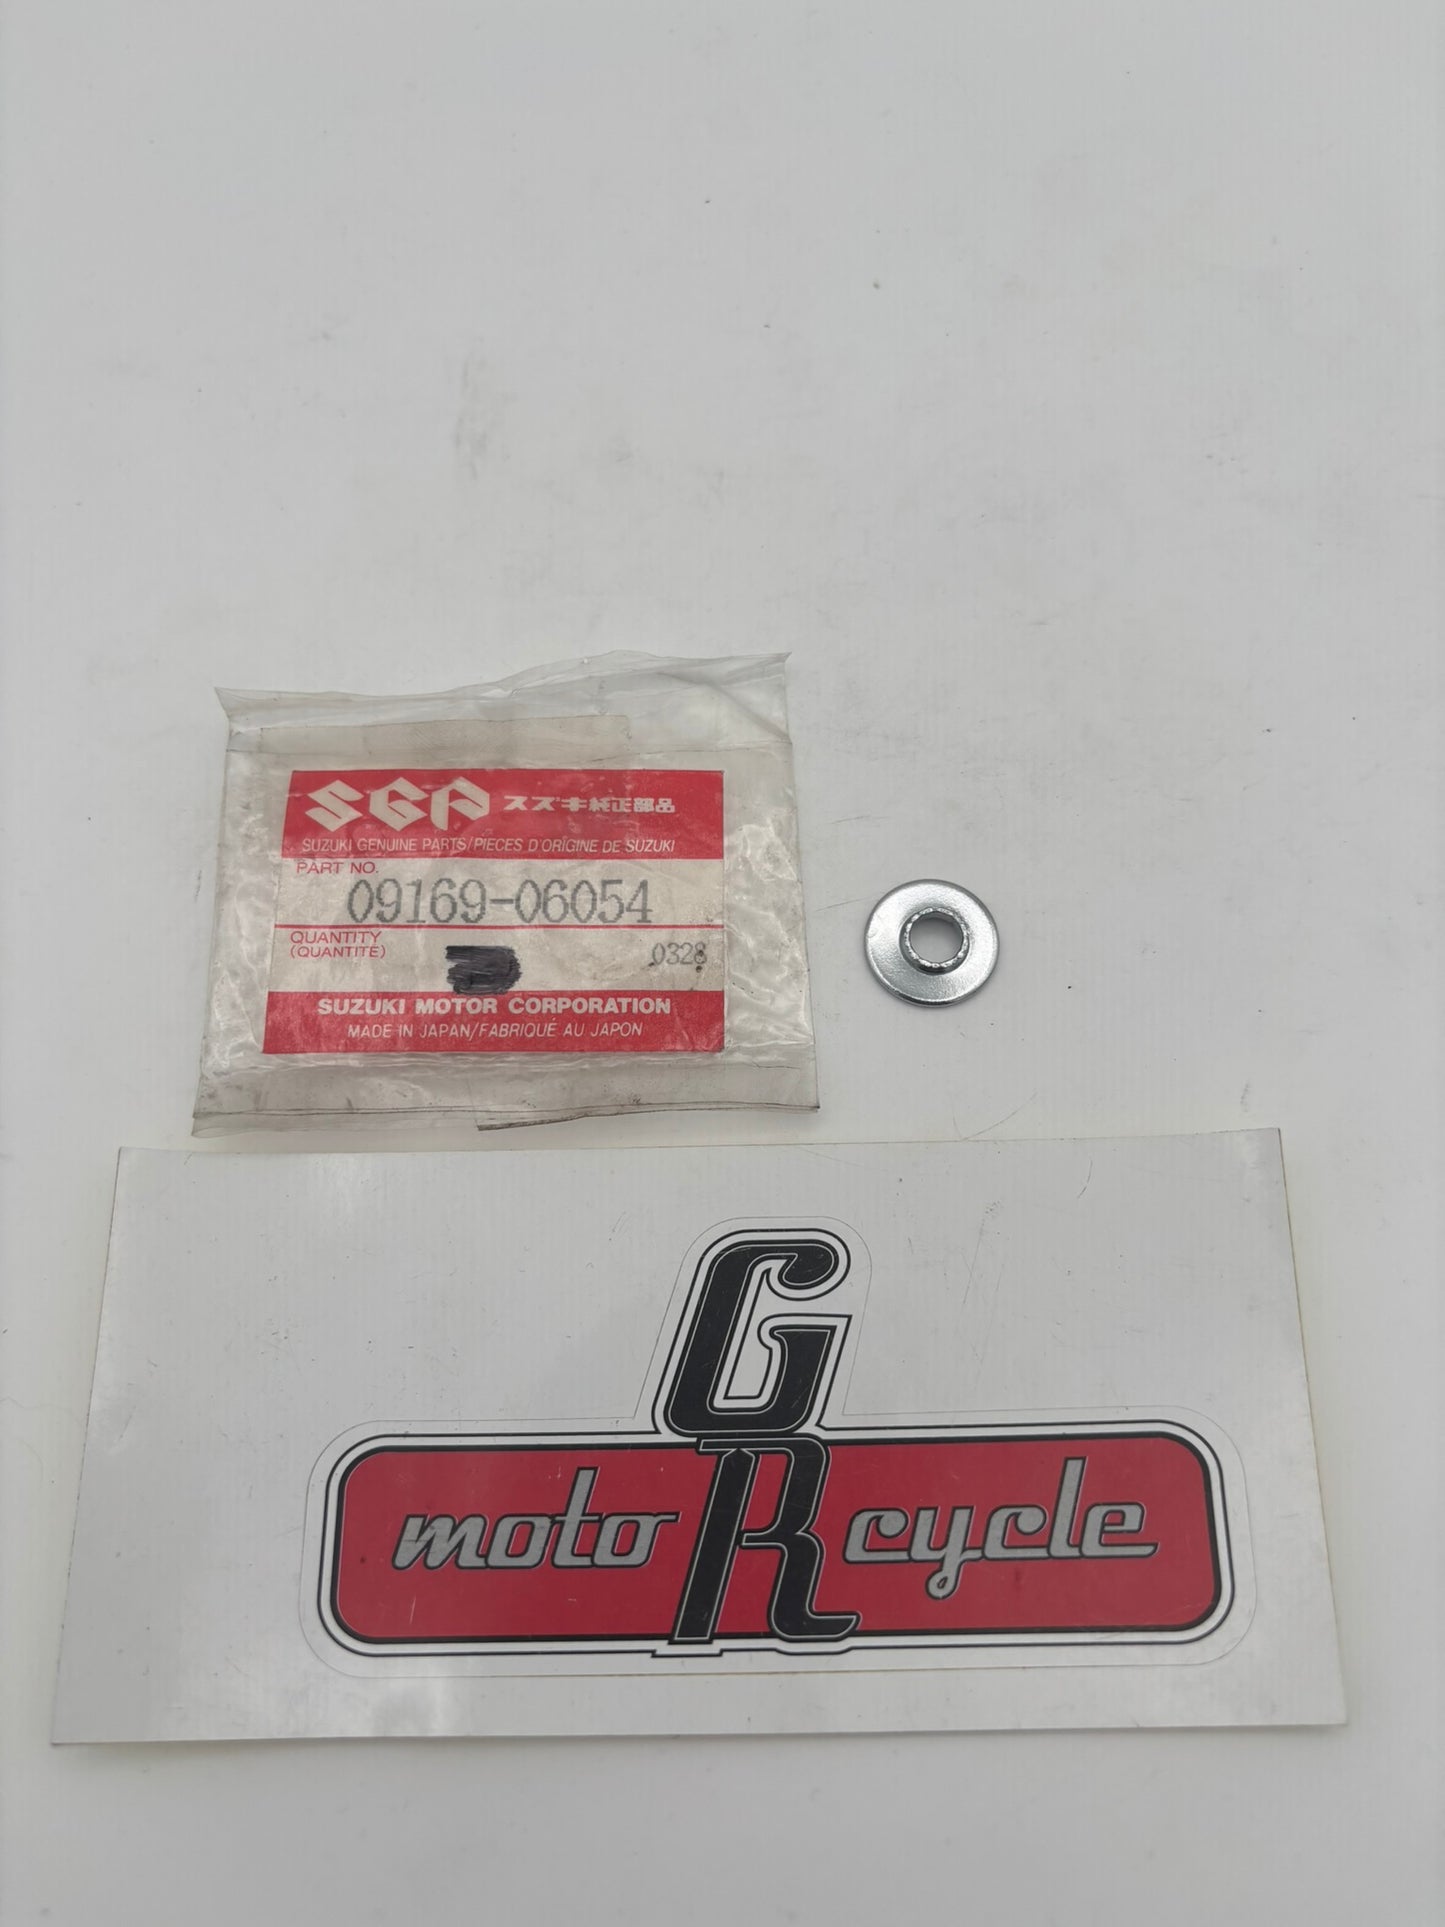 SGP スズキ純正部品
SUZUKI GENUINE PARTS/PIECES D'ORIGINE DE SUZUKI
PART NO.
09169-06054
QUANTITY
(QUANTITÉ)
0328
SUZUKI MOTOR CORPORATION
MADE IN JAPAN/FABRIQUÉ AU JAPON
G
moto R cycle